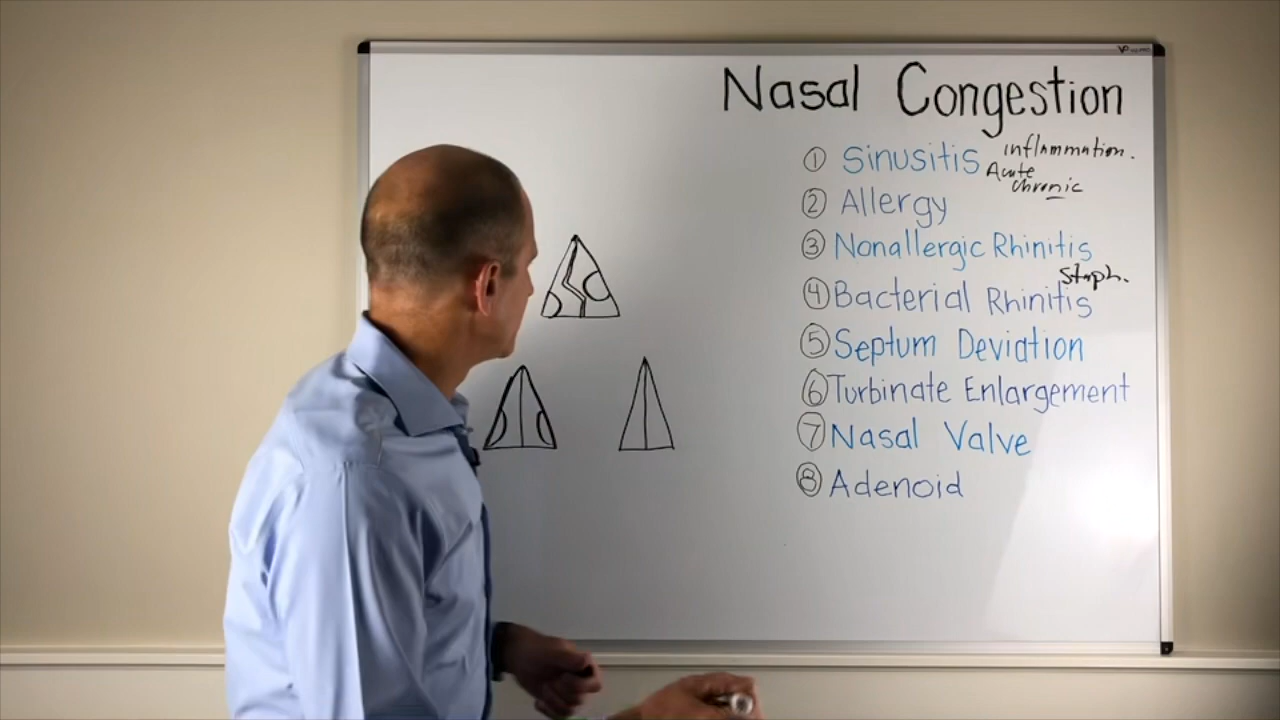 Nasal Congestion
① Sinusitis inflammation.
Acute
chronic
② Allergy
③ Nonallergic Rhinitis
Staph.
④ Bacterial Rhinitis
⑤ Septum Deviation
⑥ Turbinate Enlargement
⑦ Nasal Valve
⑧ Adenoid